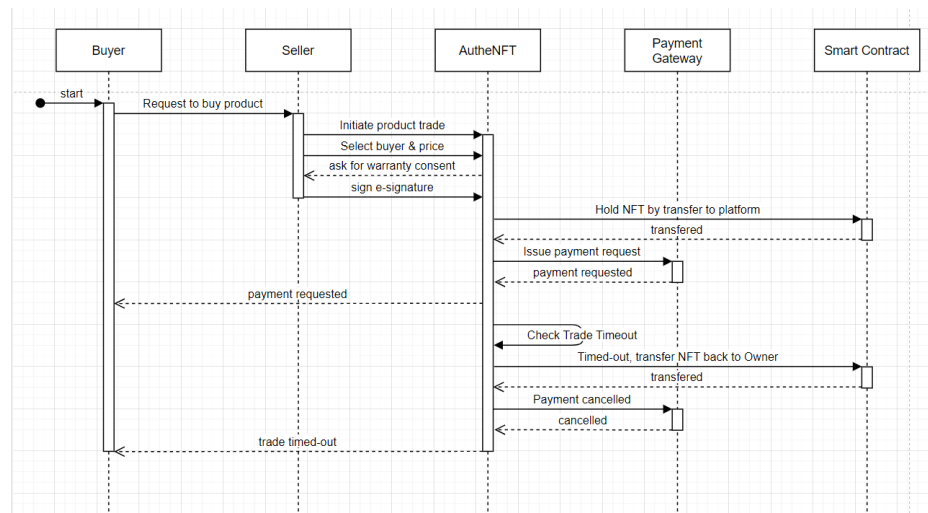 Buyer
Seller
AutheNFT
Payment
Gateway
Smart Contract
start
Request to buy product
Initiate product trade
Select buyer & price
ask for warranty consent
sign e-signature
Hold NFT by transfer to platform
transfered
Issue payment request
payment requested
payment requested
Check Trade Timeout
Timed-out, transfer NFT back to Owner
transfered
Payment cancelled
cancelled
trade timed-out